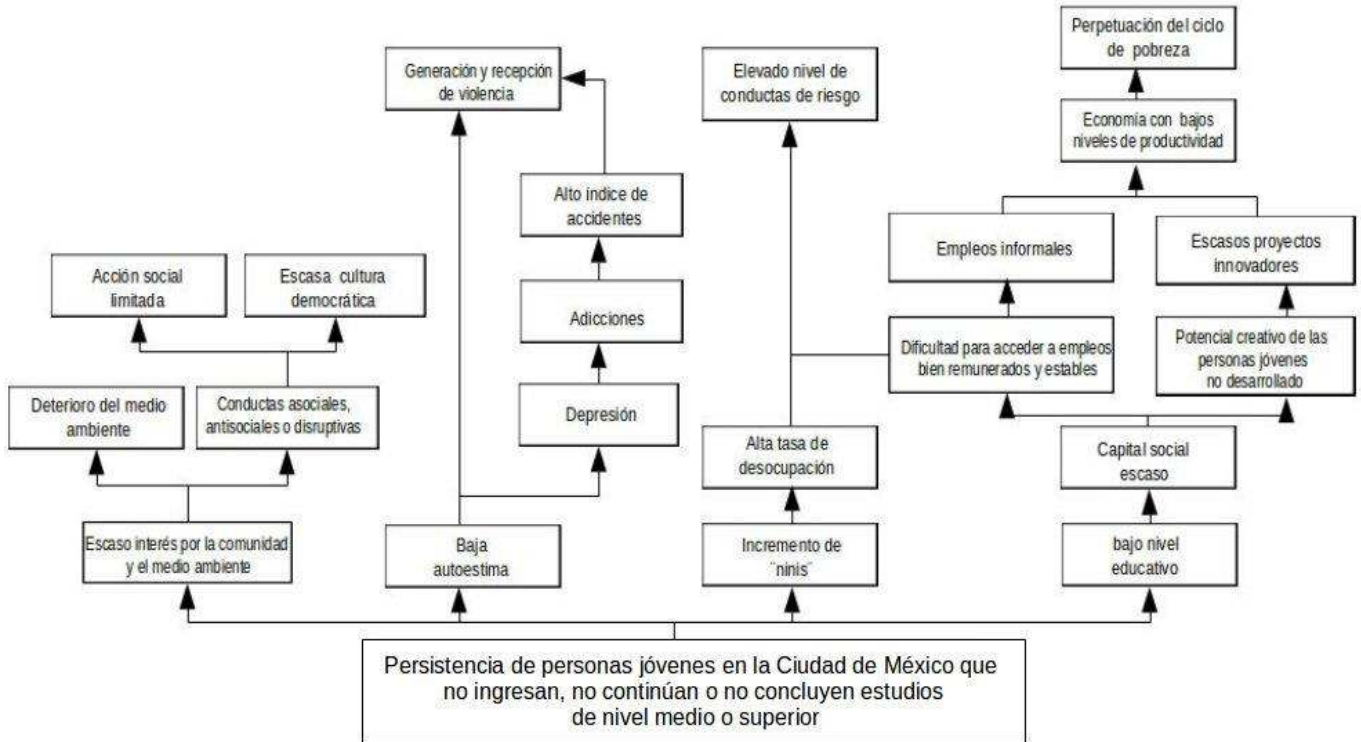 Perpetuación del ciclo
de pobreza
Generación y recepción
de violencia
Elevado nivel de
conductas de riesgo
Economía con bajos
niveles de productividad
Alto índice de
accidentes
Empleos informales
Escasos proyectos
innovadores
Acción social
limitada
Escasa cultura
democrática
Adicciones
Dificultad para acceder a empleos
bien remunerados y estables
Potencial creativo de las
personas jóvenes
no desarrollado
Deterioro del medio
ambiente
Conductas asociales,
antisociales o disruptivas
Depresión
Alta tasa de
desocupación
Capital social
escaso
Escaso interés por la comunidad
y el medio ambiente
Baja
autoestima
Incremento de
¨ninis¨
bajo nivel
educativo
Persistencia de personas jóvenes en la Ciudad de México que
no ingresan, no continúan o no concluyen estudios
de nivel medio o superior